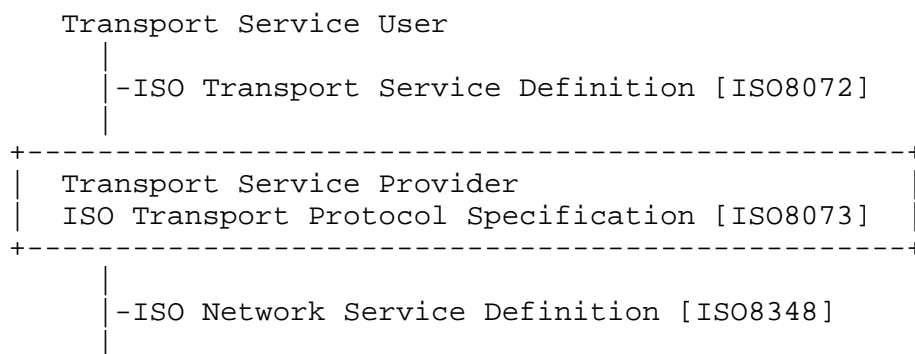 Transport Service User
-ISO Transport Service Definition [ISO8072]
Transport Service Provider
ISO Transport Protocol Specification [ISO8073]
-ISO Network Service Definition [ISO8348]